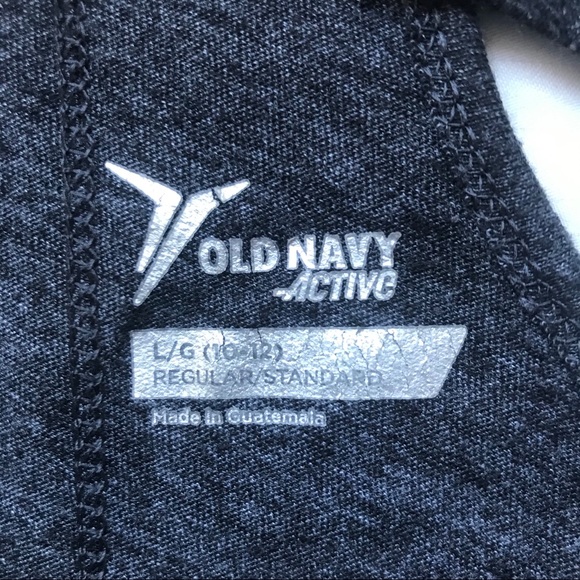 OLD NAVY
ACTIVE
L/G (10-12)
REGULAR/STANDARD
Made in Guatemala